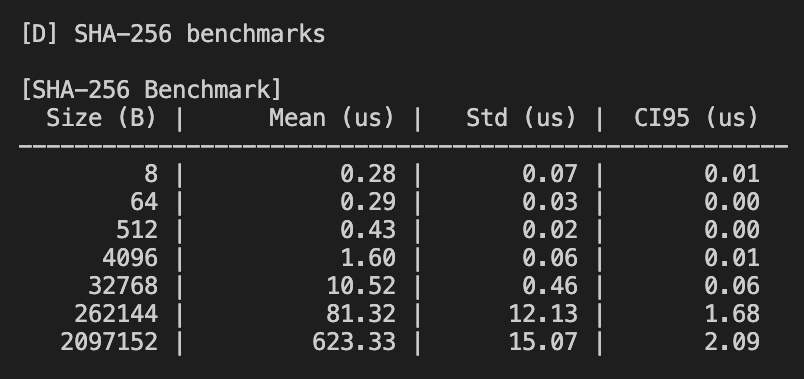 [D] SHA-256 benchmarks
[SHA-256 Benchmark]
Size (B) | Mean (us) | Std (us) | CI95 (us)
--------------------------------------------------------
8 | 0.28 | 0.07 | 0.01
64 | 0.29 | 0.03 | 0.00
512 | 0.43 | 0.02 | 0.00
4096 | 1.60 | 0.06 | 0.01
32768 | 10.52 | 0.46 | 0.06
262144 | 81.32 | 12.13 | 1.68
2097152 | 623.33 | 15.07 | 2.09